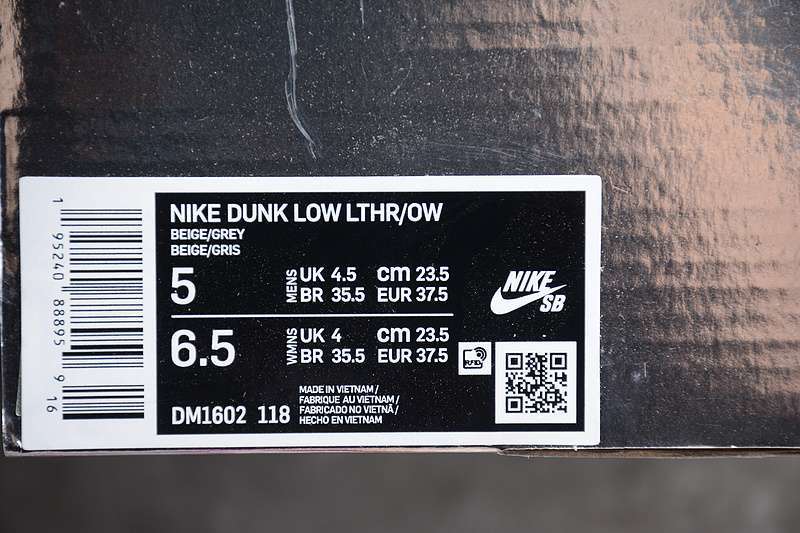 1 95240 88895 9 16
NIKE DUNK LOW LTHR/OW
BEIGE/GREY
BEIGE/GRIS
5 MENS UK 4.5 cm 23.5
BR 35.5 EUR 37.5
6.5 WMNS UK 4 cm 23.5
BR 35.5 EUR 37.5
NIKE
SB
RFID
MADE IN VIETNAM /
FABRIQUE AU VIETNAM /
FABRICADO NO VIETNÃ /
HECHO EN VIETNAM
DM1602 118